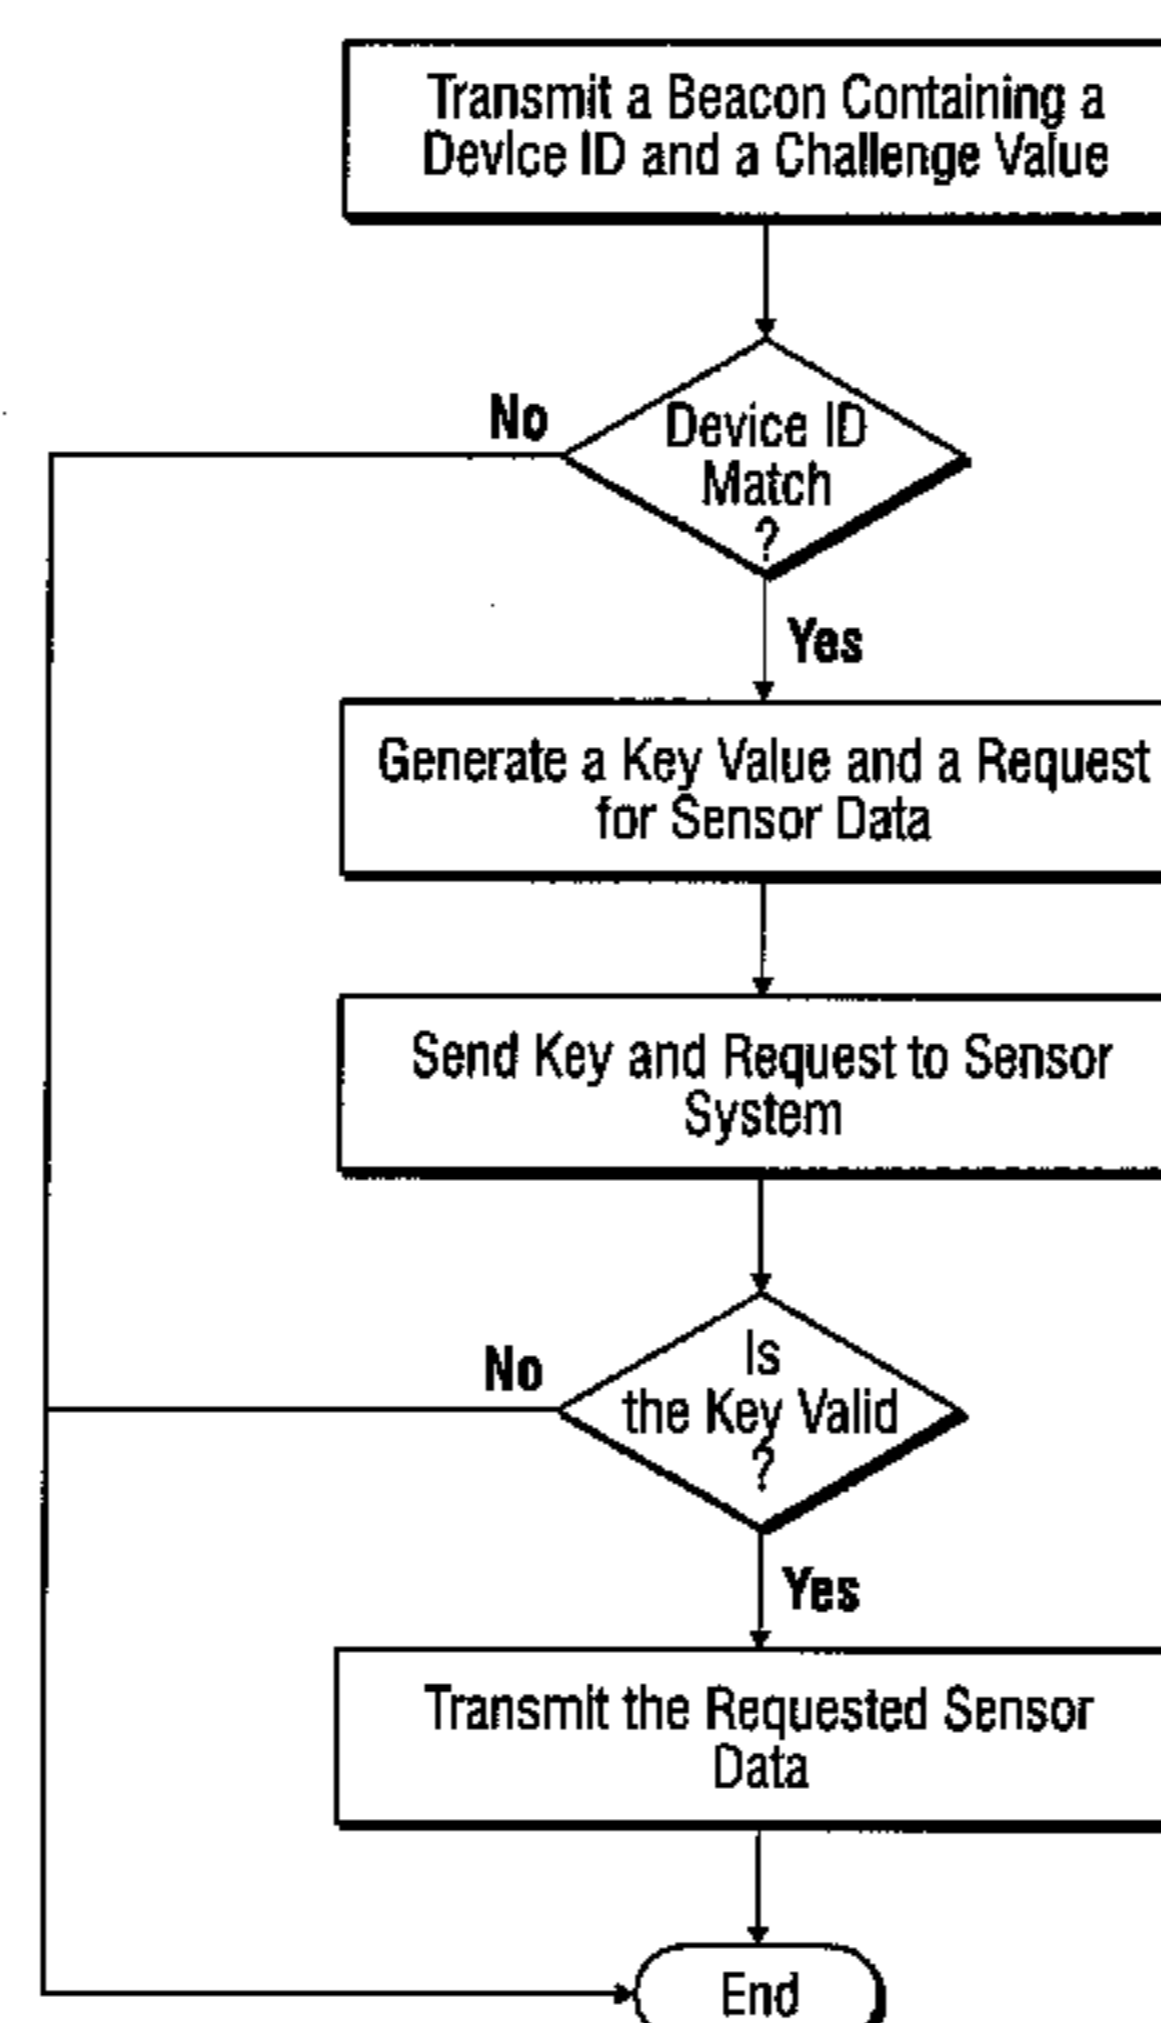 Transmit a Beacon Containing a
Device ID and a Challenge Value
No
Device ID
Match
?
Yes
Generate a Key Value and a Request
for Sensor Data
Send Key and Request to Sensor
System
No
Is
the Key Valid
?
Yes
Transmit the Requested Sensor
Data
End